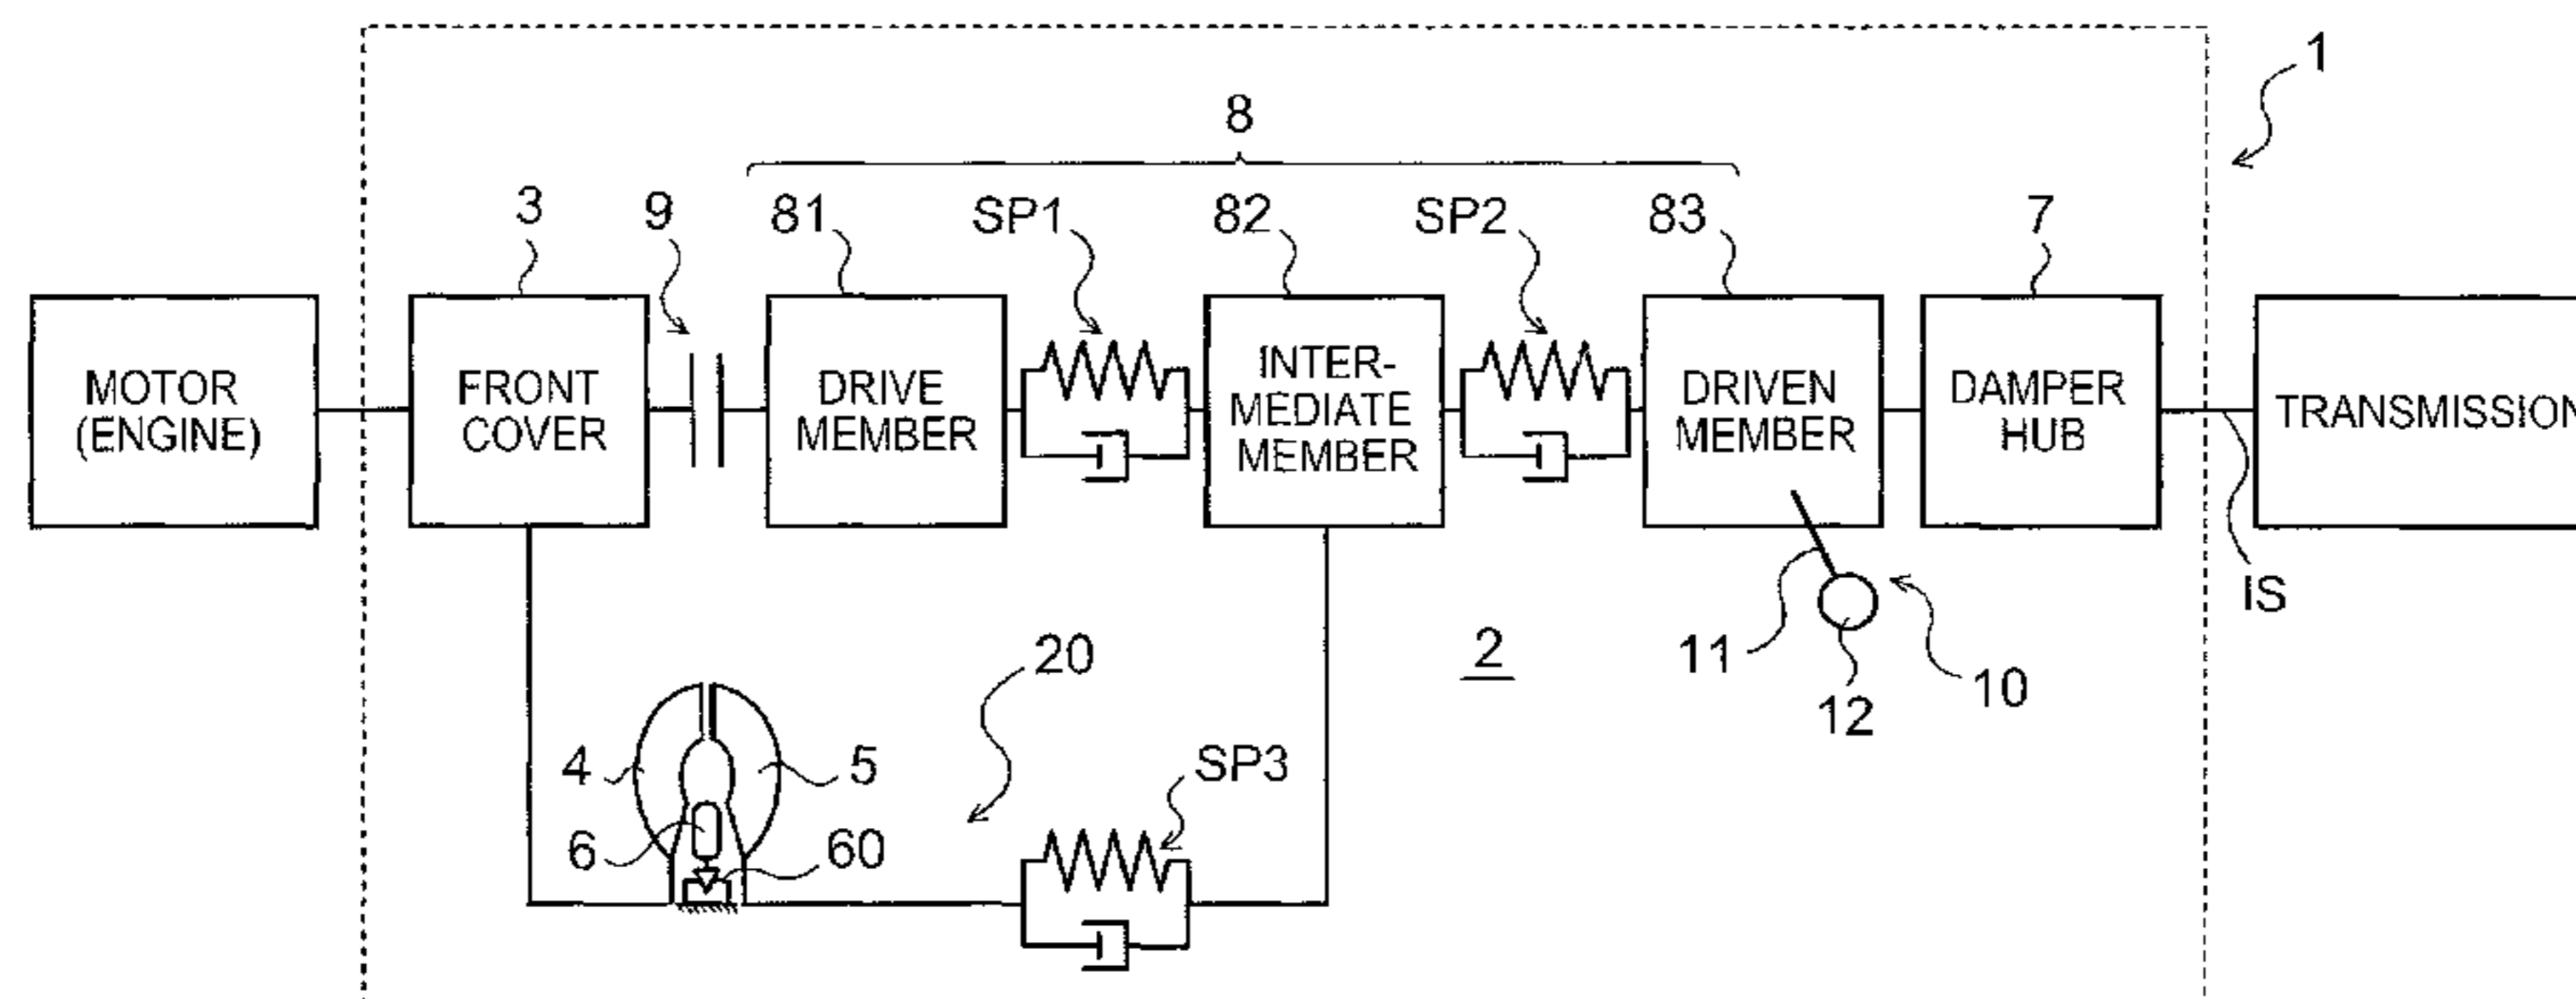 1
8
3
9
81
SP1
82
SP2
83
7
MOTOR
(ENGINE)
FRONT
COVER
DRIVE
MEMBER
INTER-
MEDIATE
MEMBER
DRIVEN
MEMBER
DAMPER
HUB
TRANSMISSION
IS
11
10
12
2
20
4
5
SP3
6
60